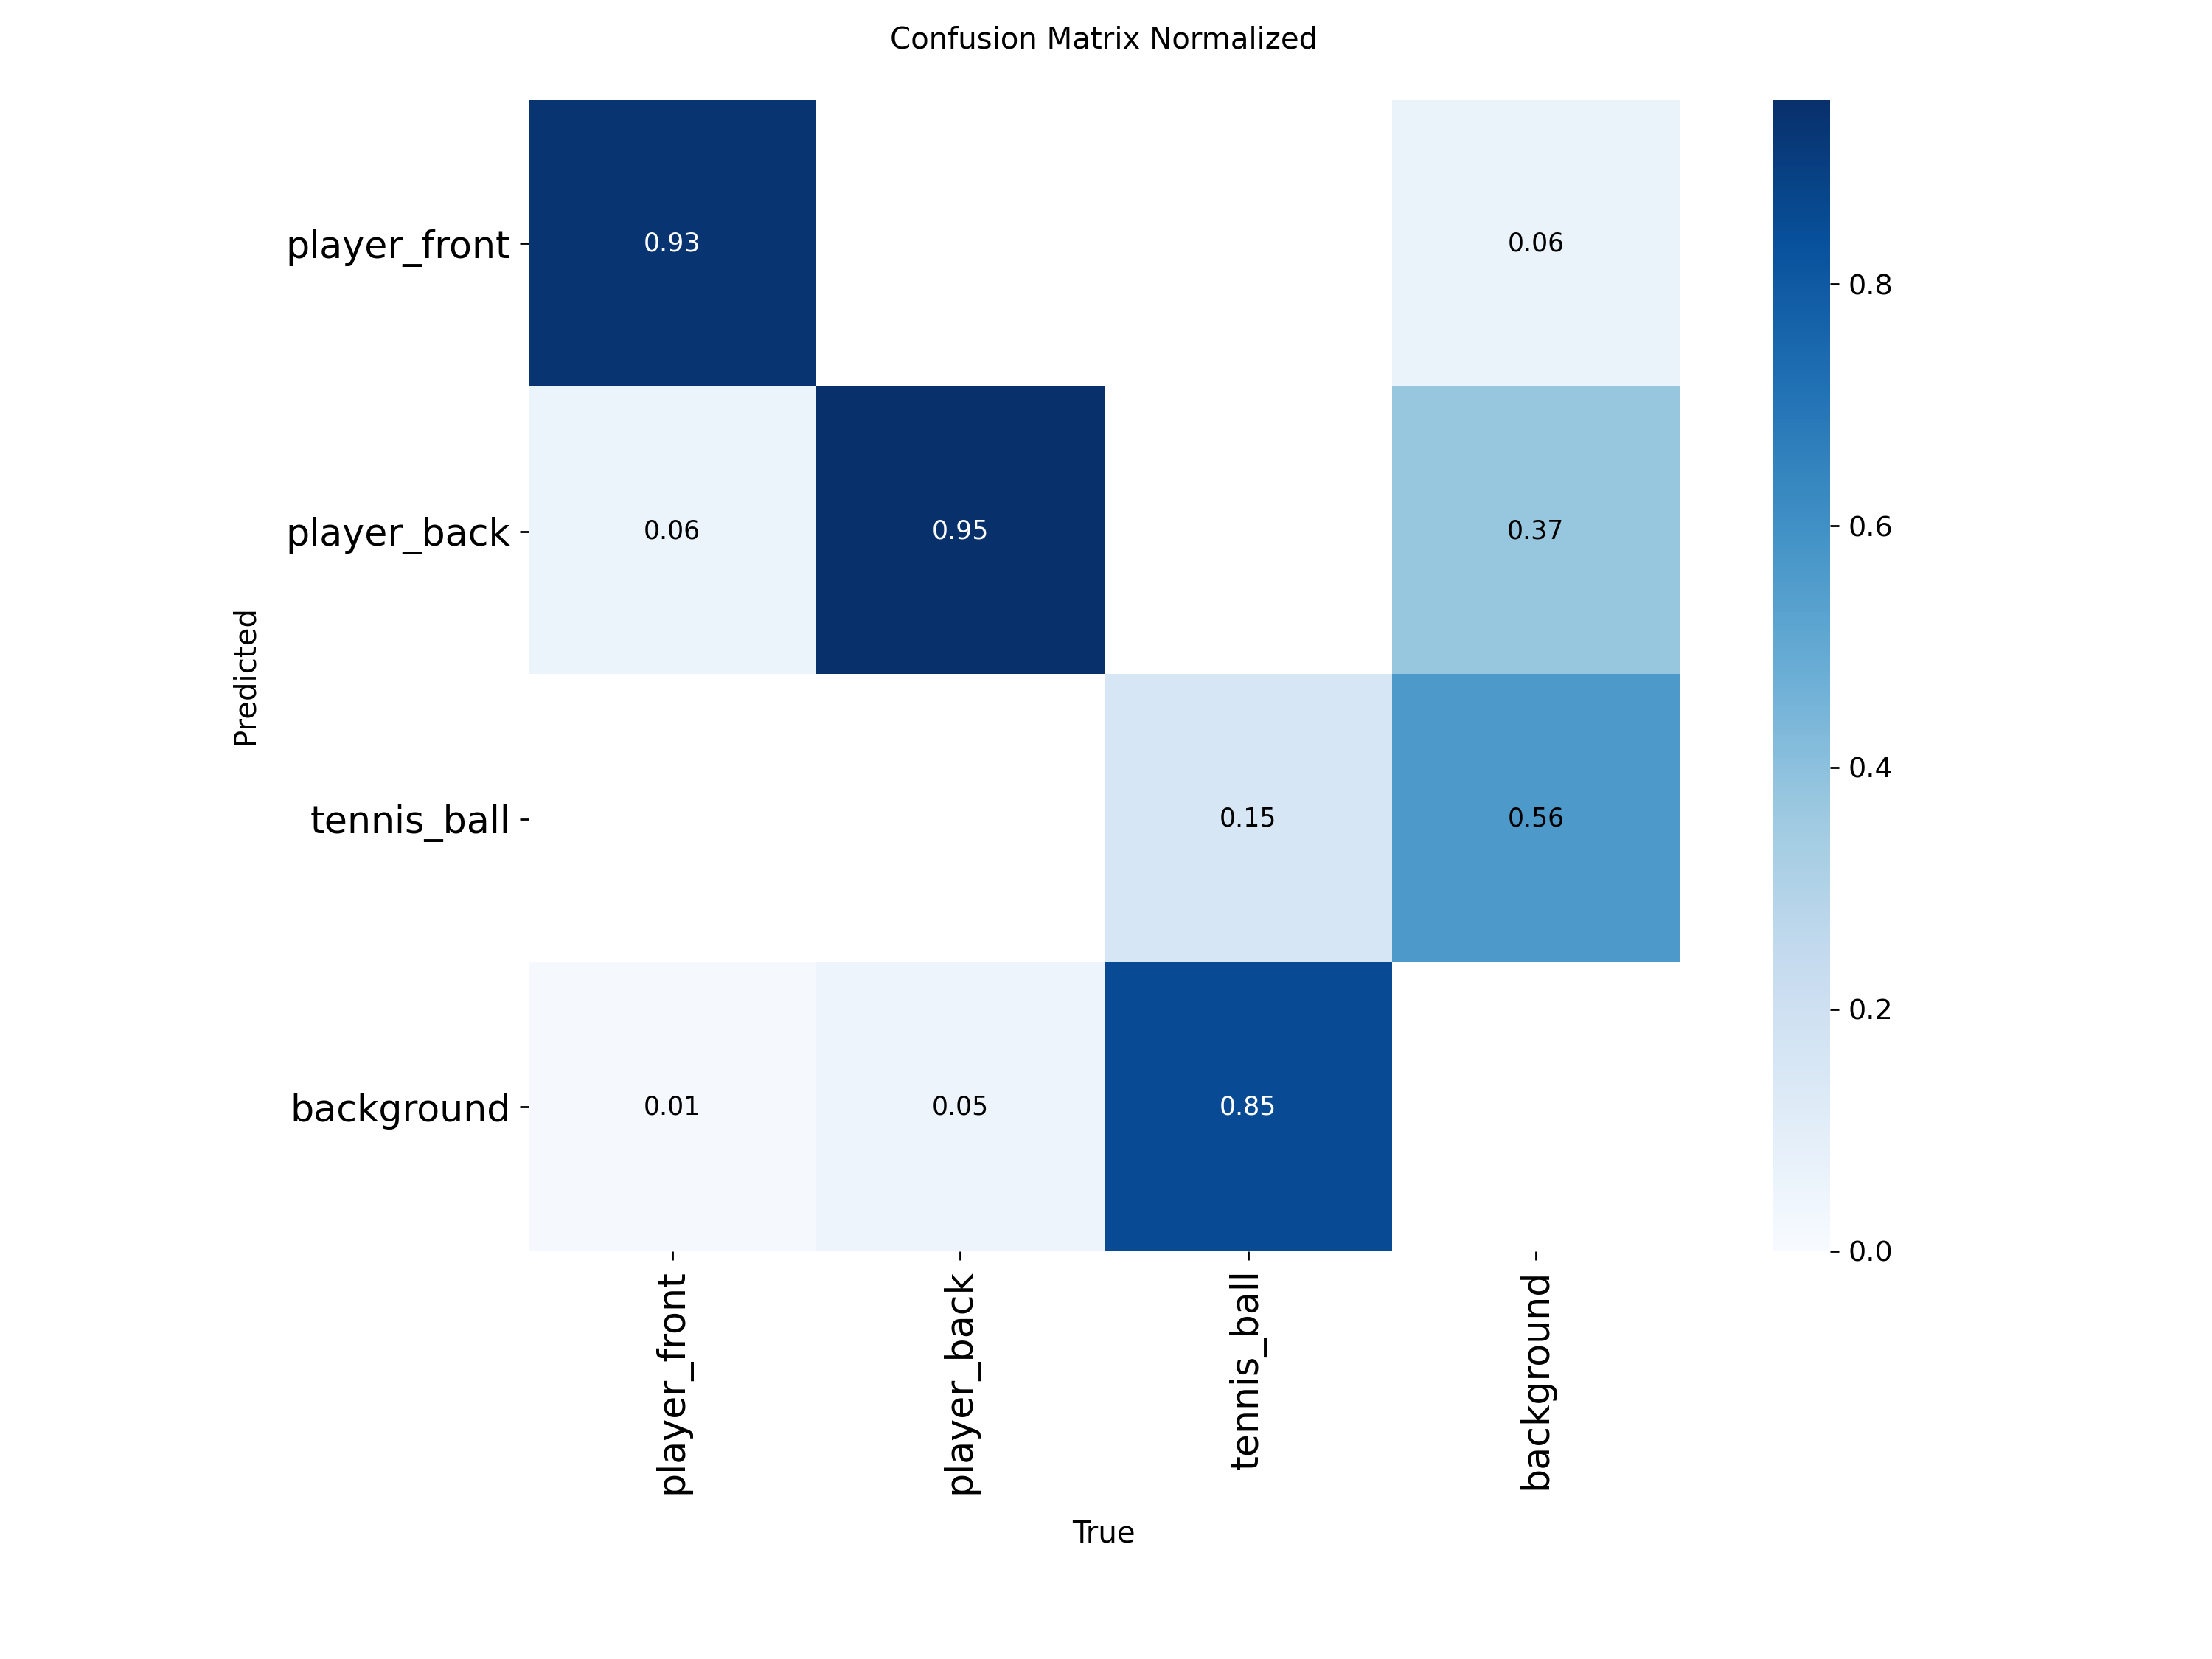 Confusion Matrix Normalized
player_front
0.93
0.06
player_back
0.06
0.95
0.37
tennis_ball
0.15
0.56
background
0.01
0.05
0.85
Predicted
player_front
player_back
tennis_ball
background
True
0.8
0.6
0.4
0.2
0.0